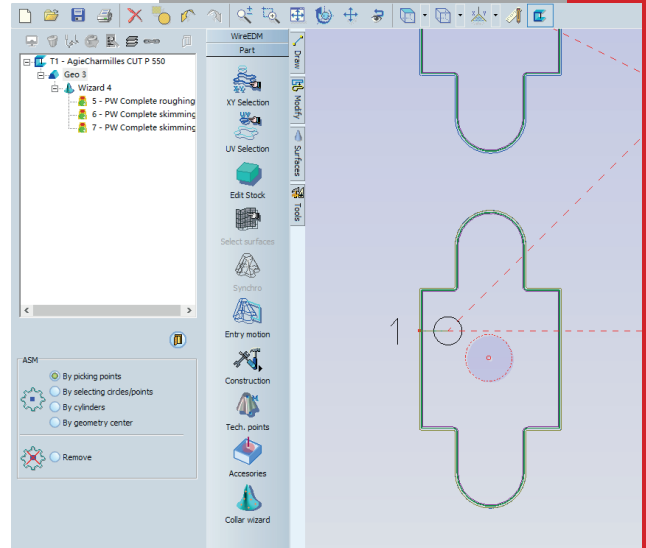 WireEDM
Part
T1 - AgieCharmilles CUT P 550
Geo 3
Wizard 4
5 - PW Complete roughing
6 - PW Complete skimming
7 - PW Complete skimming
XY Selection
UV Selection
Edit Stock
Select surfaces
Synchro
Entry motion
Construction
Tech. points
Accesories
Collar wizard
Draw
Modify
Surfaces
Tools
ASM
By picking points
By selecting circles/points
By cylinders
By geometry center
Remove
1